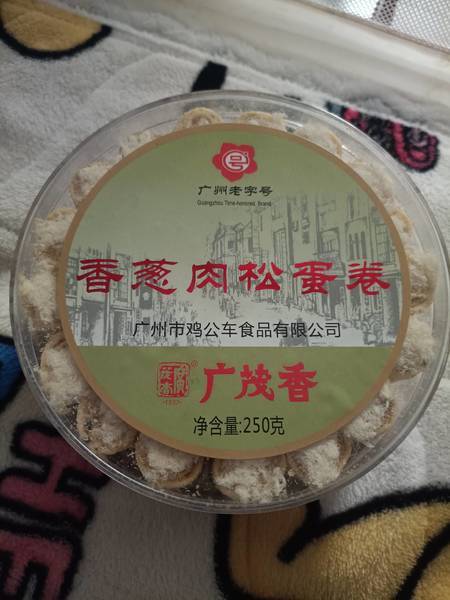 广州老字号
Guangzhou Time-honored Brand
香葱肉松蛋卷
广州市鸡公车食品有限公司
广茂香
净含量:250克